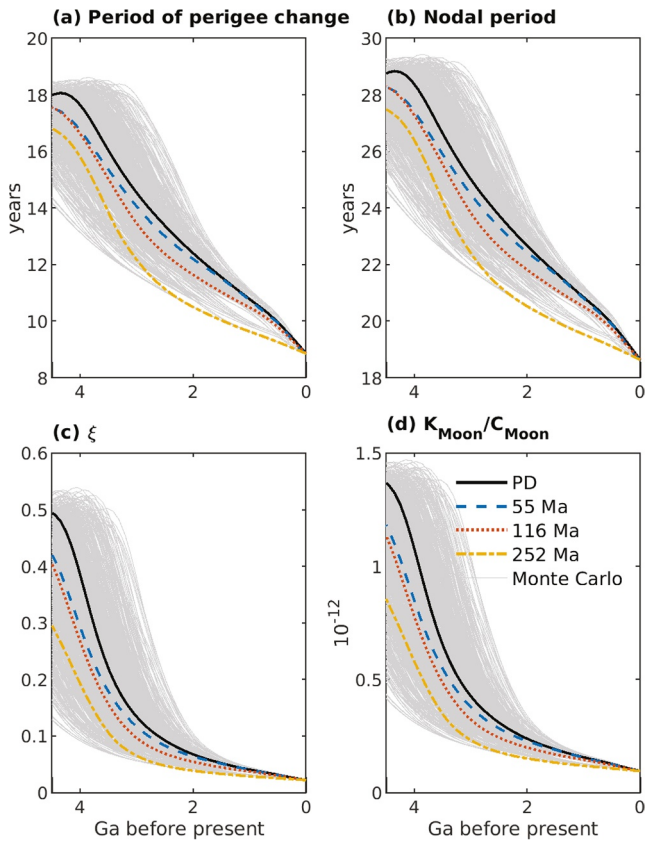 (a) Period of perigee change
20
18
16
14
12
10
8
years
4
2
0
(b) Nodal period
30
28
26
24
22
20
18
years
4
2
0
(c) ξ
0.6
0.5
0.4
0.3
0.2
0.1
0
4
2
0
Ga before present
(d) K_Moon/C_Moon
1.5
1
0.5
0
10^-12
PD
55 Ma
116 Ma
252 Ma
Monte Carlo
4
2
0
Ga before present